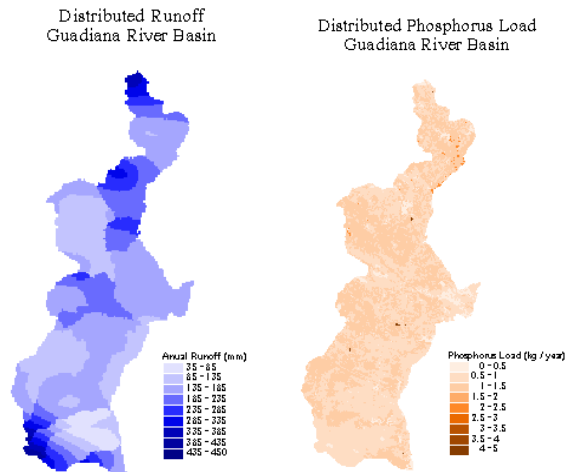 Distributed Runoff
Guadiana River Basin
Distributed Phosphorus Load
Guadiana River Basin
Anual Runoff (mm)
35 - 85
85 - 135
135 - 185
185 - 235
235 - 285
285 - 335
335 - 385
385 - 435
435 - 450
Phosphorus Load (kg / year)
0 - 0.5
0.5 - 1
1 - 1.5
1.5 - 2
2 - 2.5
2.5 - 3
3 - 3.5
3.5 - 4
4 - 5